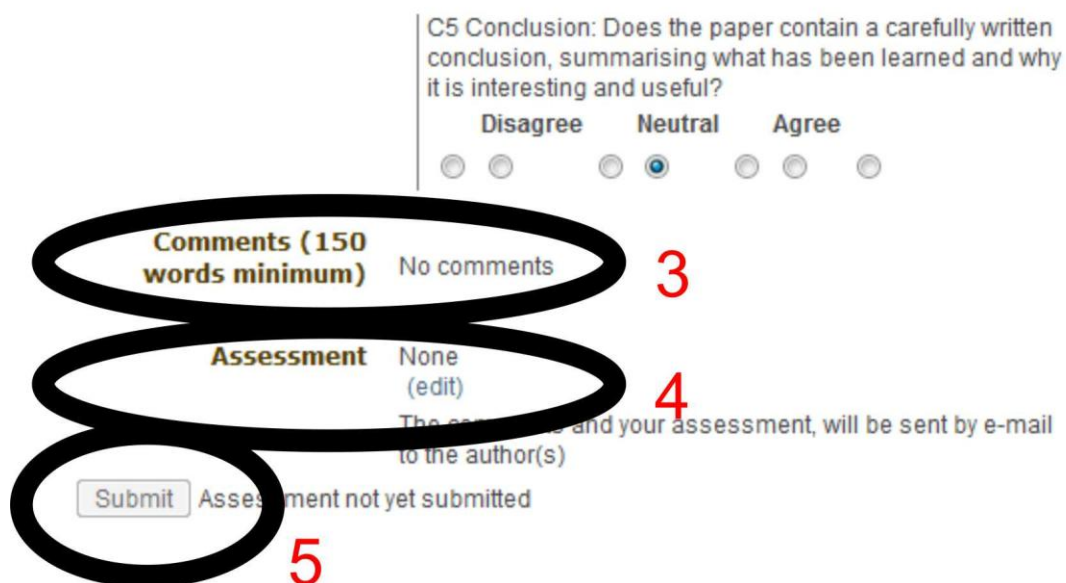 C5 Conclusion: Does the paper contain a carefully written
conclusion, summarising what has been learned and why
it is interesting and useful?
Disagree Neutral Agree
Comments (150
words minimum)
No comments
3
Assessment
None
(edit)
4
The and your assessment, will be sent by e-mail
to the author(s)
Submit
Assessment not yet submitted
5